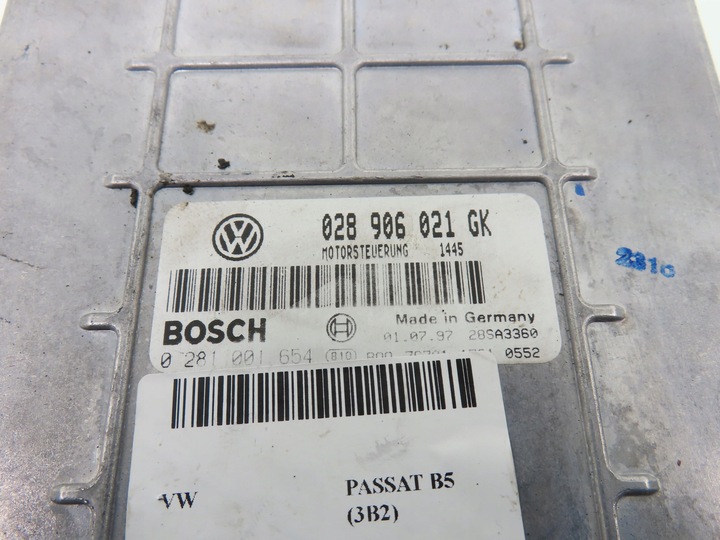 028 906 021 GK
MOTORSTEUERUNG 1445
BOSCH
Made in Germany
01.07.97 28SA3360
0 281 001 654 0552
2316
VW PASSAT B5
(3B2)